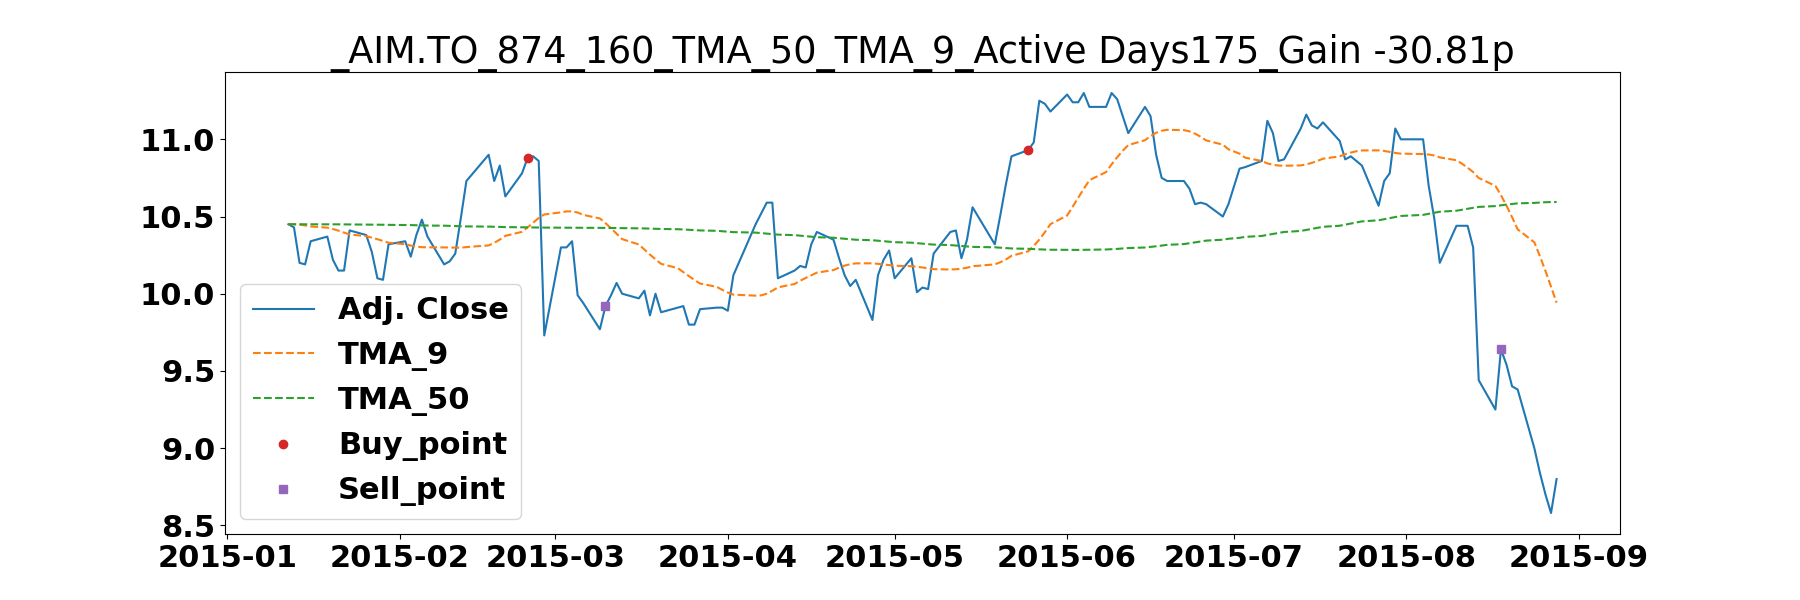 _AIM.TO_874_160_TMA_50_TMA_9_Active Days175_Gain -30.81p
11.0
10.5
10.0
9.5
9.0
8.5
Adj. Close
TMA_9
TMA_50
Buy_point
Sell_point
2015-01 2015-02 2015-03 2015-04 2015-05 2015-06 2015-07 2015-08 2015-09